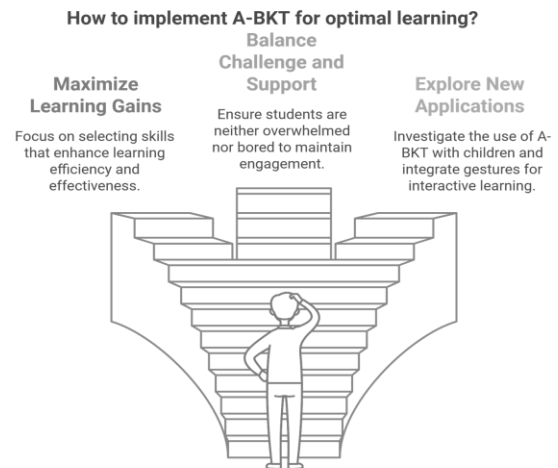 How to implement A-BKT for optimal learning?
Balance
Challenge and
Support
Ensure students are
neither overwhelmed
nor bored to maintain
engagement.
Maximize
Learning Gains
Focus on selecting skills
that enhance learning
efficiency and
effectiveness.
Explore New
Applications
Investigate the use of A-
BKT with children and
integrate gestures for
interactive learning.